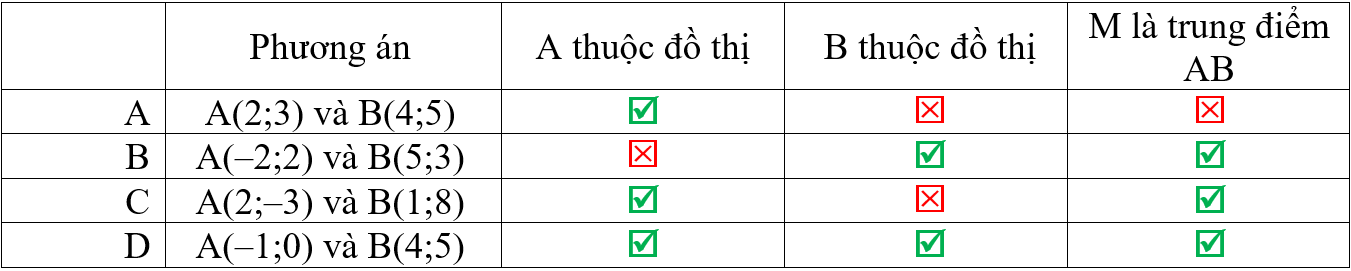 Phương án A thuộc đồ thị B thuộc đồ thị M là trung điểm AB
A A(2;3) và B(4;5) ☑ ☒ ☒
B A(–2;2) và B(5;3) ☒ ☑ ☑
C A(2;–3) và B(1;8) ☑ ☒ ☑
D A(–1;0) và B(4;5) ☑ ☑ ☑